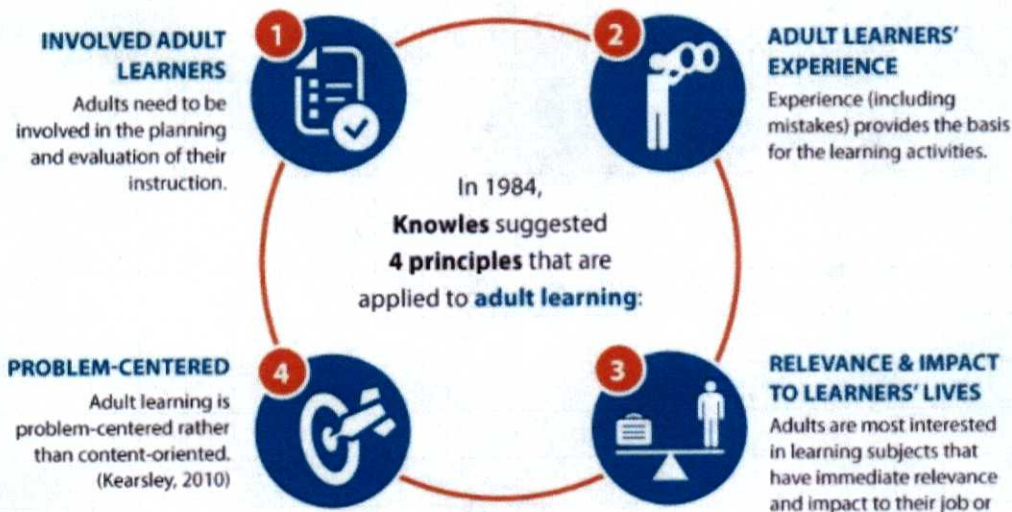 1
INVOLVED ADULT
LEARNERS
Adults need to be
involved in the planning
and evaluation of their
instruction.
2
ADULT LEARNERS'
EXPERIENCE
Experience (including
mistakes) provides the basis
for the learning activities.
In 1984,
Knowles suggested
4 principles that are
applied to adult learning:
4
PROBLEM-CENTERED
Adult learning is
problem-centered rather
than content-oriented.
(Kearsley, 2010)
3
RELEVANCE & IMPACT
TO LEARNERS' LIVES
Adults are most interested
in learning subjects that
have immediate relevance
and impact to their job or